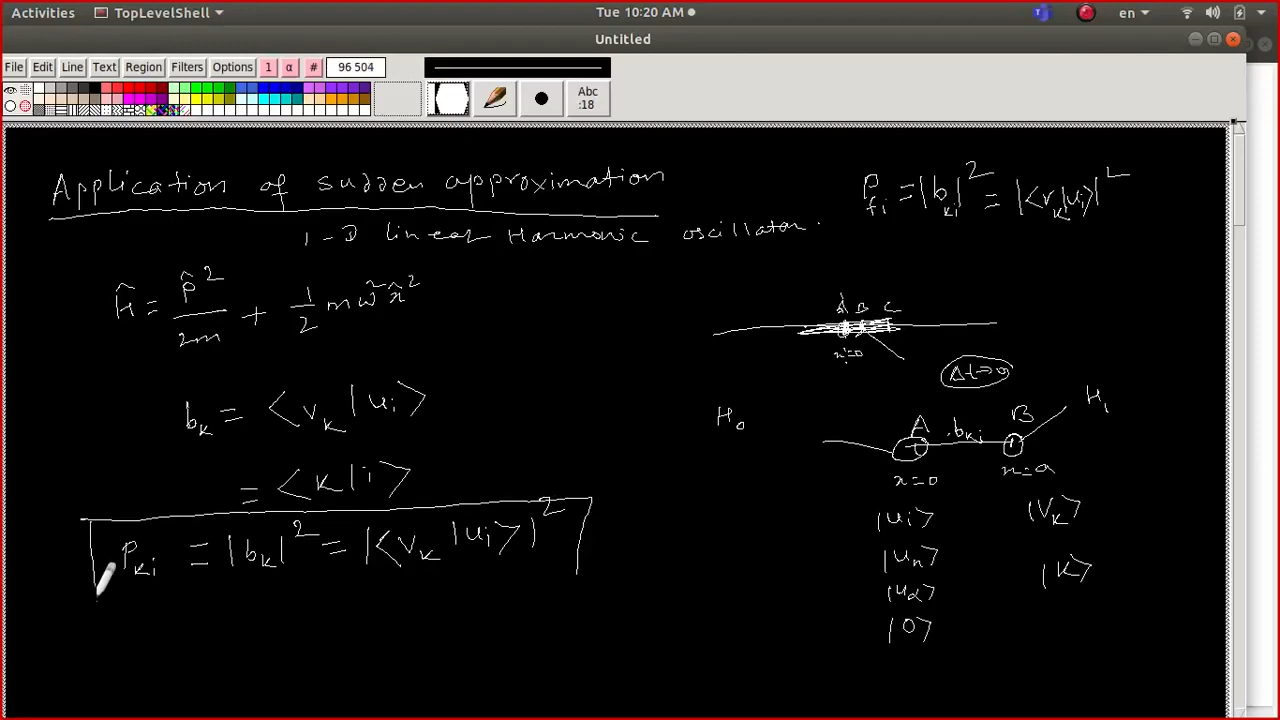 Activities TopLevelShell Tue 10:20 AM en
Untitled
File Edit Line Text Region Filters Options 1 α # 96 504
Abc
:18
Application of sudden approximation
1-D linear Harmonic oscillator.
P_fi = |b_ki|^2 = |<v_k|u_i>|^2
Ĥ = p̂^2/2m + 1/2 mω^2 x̂^2
A B C
x=0
Δt→0
b_k = <v_k|u_i>
H_0
A b_ki B H_1
x=0 x=a
= <k|i>
|u_i> |v_k>
P_ki = |b_k|^2 = |<v_k|u_i>|^2
|u_n> |k>
|u_α>
|0>